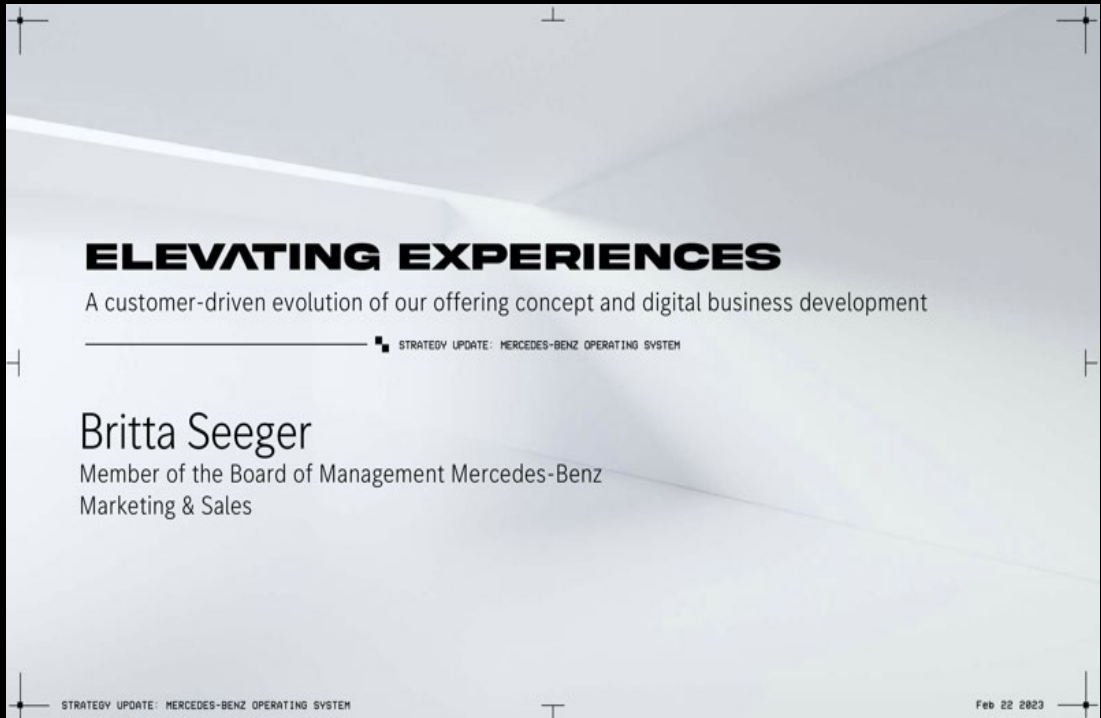 ELEVATING EXPERIENCES
A customer-driven evolution of our offering concept and digital business development
STRATEGY UPDATE: MERCEDES-BENZ OPERATING SYSTEM
Britta Seeger
Member of the Board of Management Mercedes-Benz
Marketing & Sales
STRATEGY UPDATE: MERCEDES-BENZ OPERATING SYSTEM
Feb 22 2023